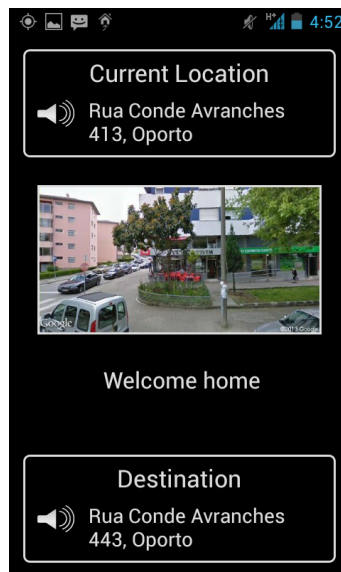 H+
4:52
Current Location
Rua Conde Avranches
413, Oporto
Google
©2013 Google
Welcome home
Destination
Rua Conde Avranches
443, Oporto